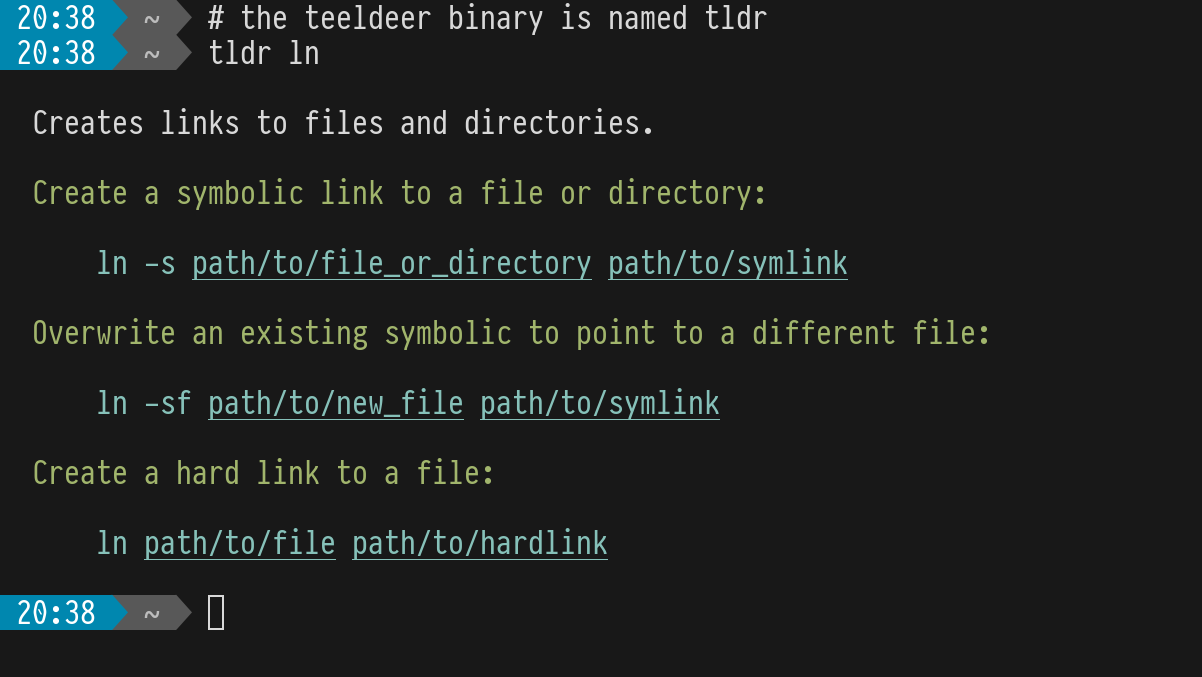 20:38 ~ # the teeldeer binary is named tldr
20:38 ~ tldr ln
Creates links to files and directories.
Create a symbolic link to a file or directory:
ln -s path/to/file_or_directory path/to/symlink
Overwrite an existing symbolic to point to a different file:
ln -sf path/to/new_file path/to/symlink
Create a hard link to a file:
ln path/to/file path/to/hardlink
20:38 ~